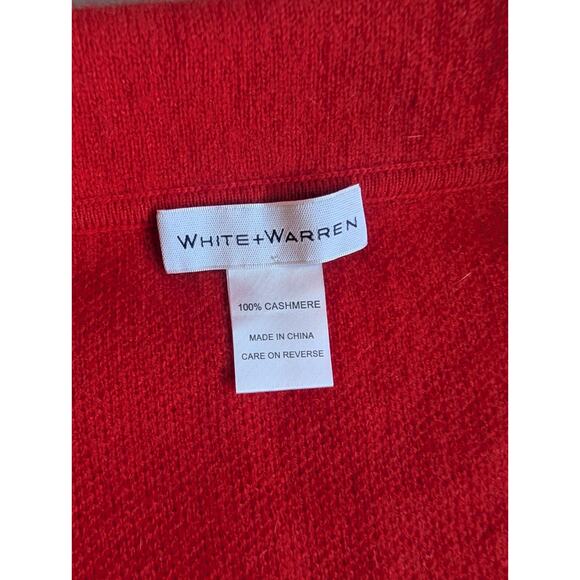 WHITE+WARREN
100% CASHMERE
MADE IN CHINA
CARE ON REVERSE